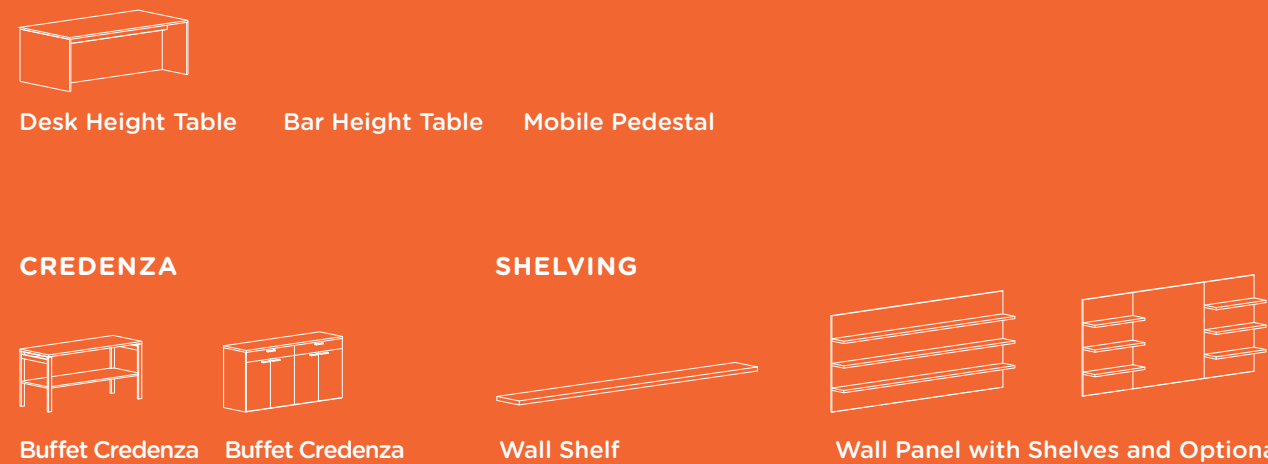 Desk Height Table Bar Height Table Mobile Pedestal
CREDENZA SHELVING
Buffet Credenza Buffet Credenza Wall Shelf Wall Panel with Shelves and